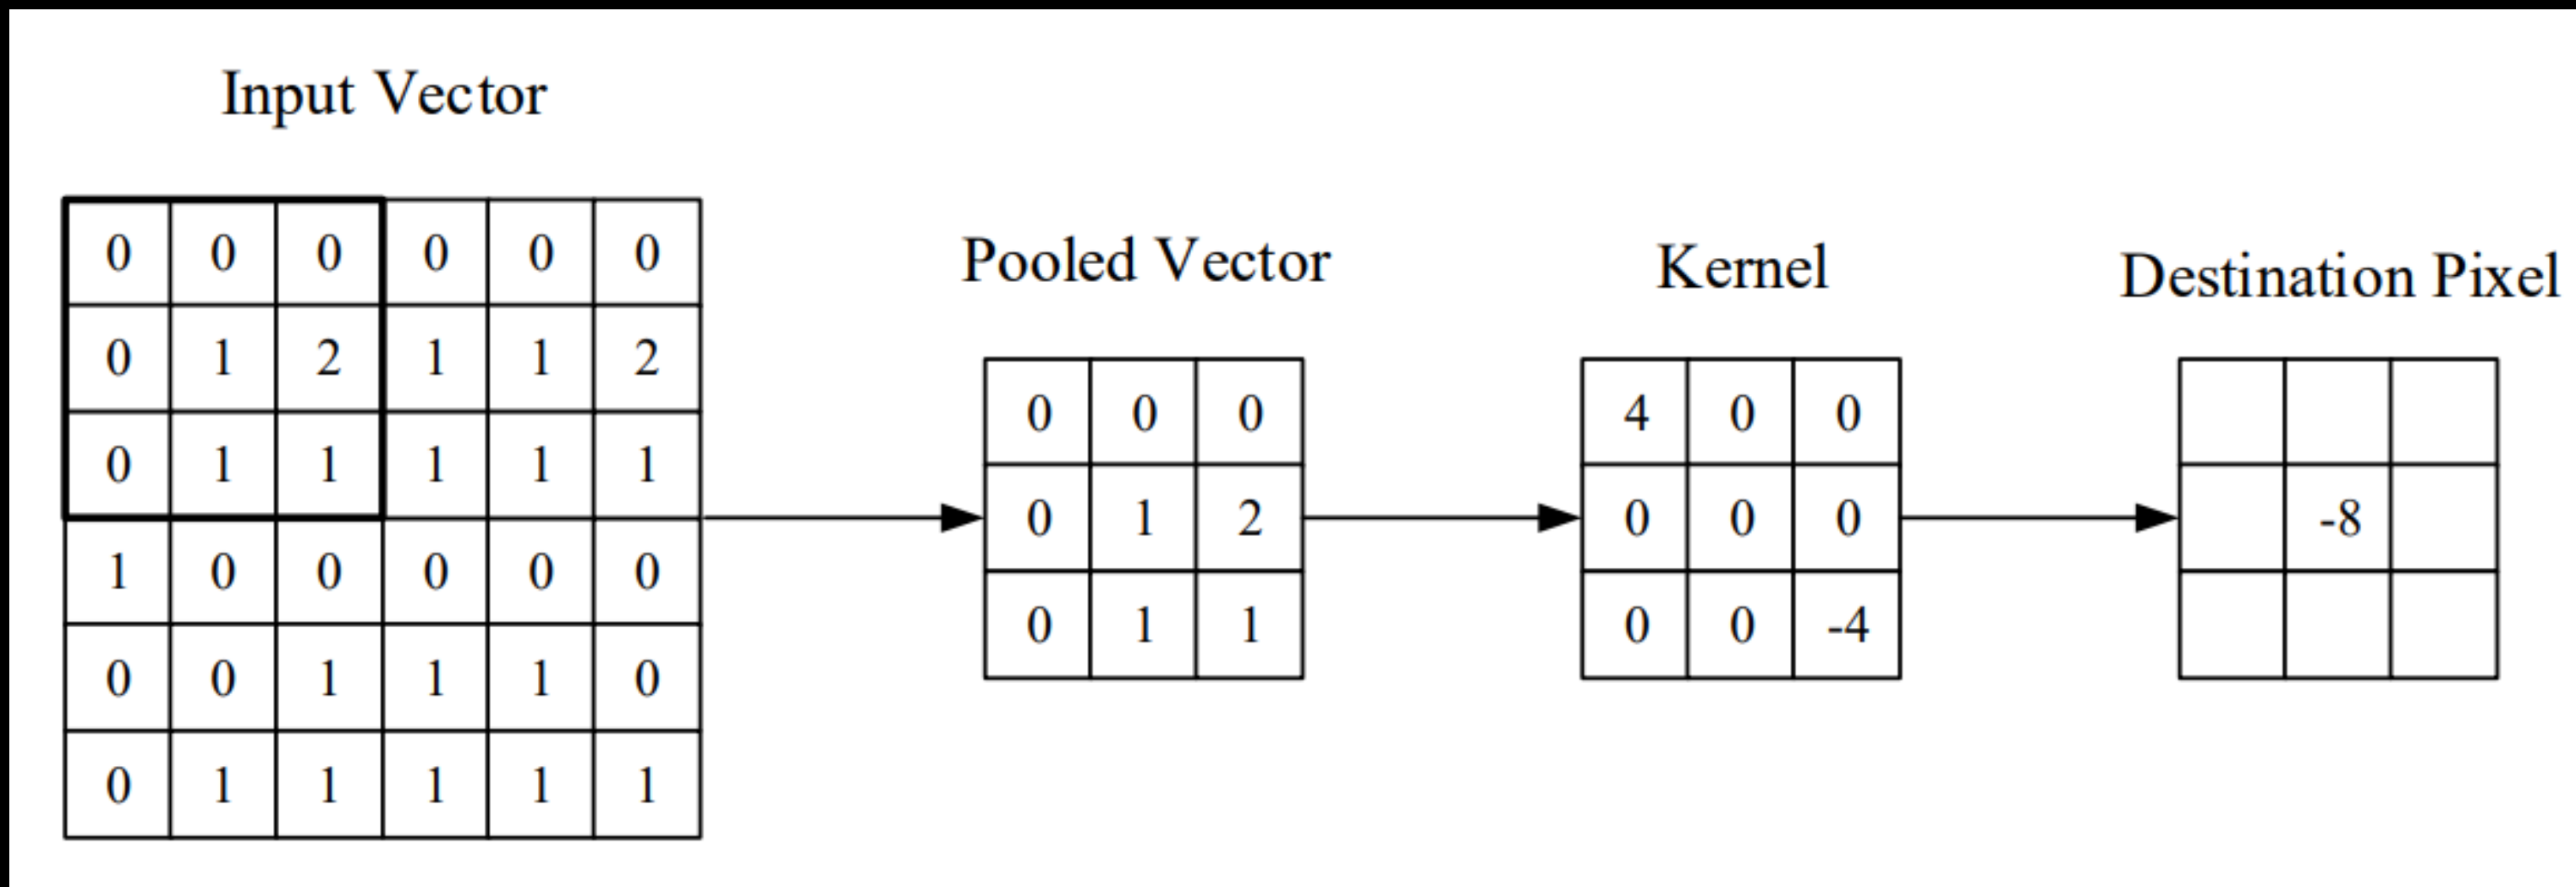 Input Vector
0 0 0 0 0 0
0 1 2 1 1 2
0 1 1 1 1 1
1 0 0 0 0 0
0 0 1 1 1 0
0 1 1 1 1 1
Pooled Vector
0 0 0
0 1 2
0 1 1
Kernel
4 0 0
0 0 0
0 0 -4
Destination Pixel
-8